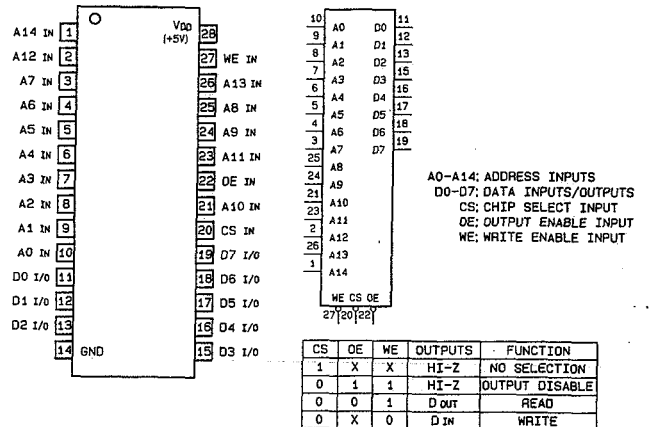 A14 IN 1
A12 IN 2
A7 IN 3
A6 IN 4
A5 IN 5
A4 IN 6
A3 IN 7
A2 IN 8
A1 IN 9
A0 IN 10
D0 I/O 11
D1 I/O 12
D2 I/O 13
14 GND
VDD 28
(+5V)
27 WE IN
26 A13 IN
25 A8 IN
24 A9 IN
23 A11 IN
22 OE IN
21 A10 IN
20 CS IN
19 D7 I/O
18 D6 I/O
17 D5 I/O
16 D4 I/O
15 D3 I/O
10 A0 D0 11
9 A1 D1 12
8 A2 D2 13
7 A3 D3 15
6 A4 D4 16
5 A5 D5 17
4 A6 D6 18
3 A7 D7 19
25 A8
24 A9
21 A10
23 A11
2 A12
26 A13
1 A14
WE CS OE
27 20 22
A0-A14; ADDRESS INPUTS
D0-D7; DATA INPUTS/OUTPUTS
CS; CHIP SELECT INPUT
OE; OUTPUT ENABLE INPUT
WE; WRITE ENABLE INPUT
CS OE WE OUTPUTS FUNCTION
1 X X HI-Z NO SELECTION
0 1 1 HI-Z OUTPUT DISABLE
0 0 1 D OUT READ
0 X 0 D IN WRITE